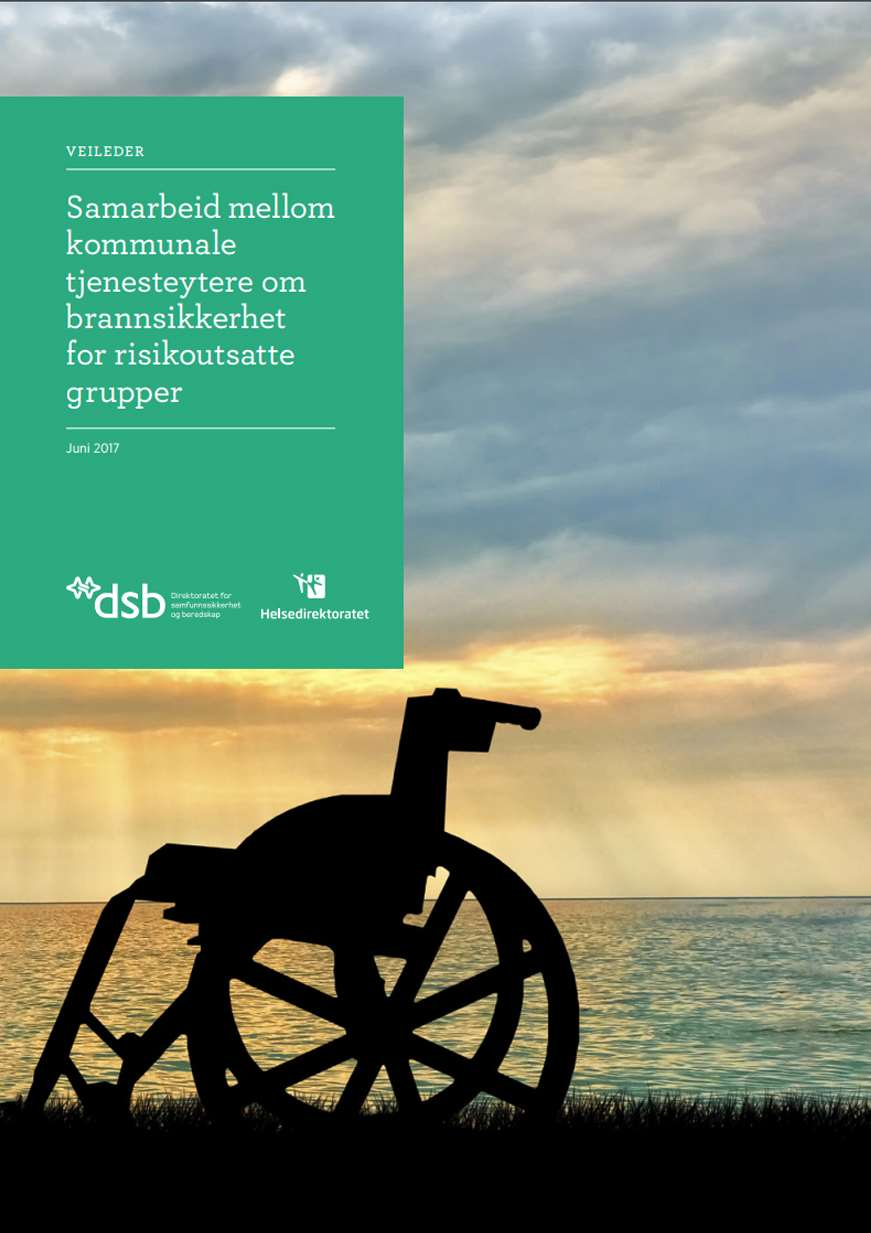 VEILEDER
Samarbeid mellom
kommunale
tjenesteytere om
brannsikkerhet
for risikoutsatte
grupper
Juni 2017
dsb
Direktoratet for
samfunnssikkerhet
og beredskap
Helsedirektoratet